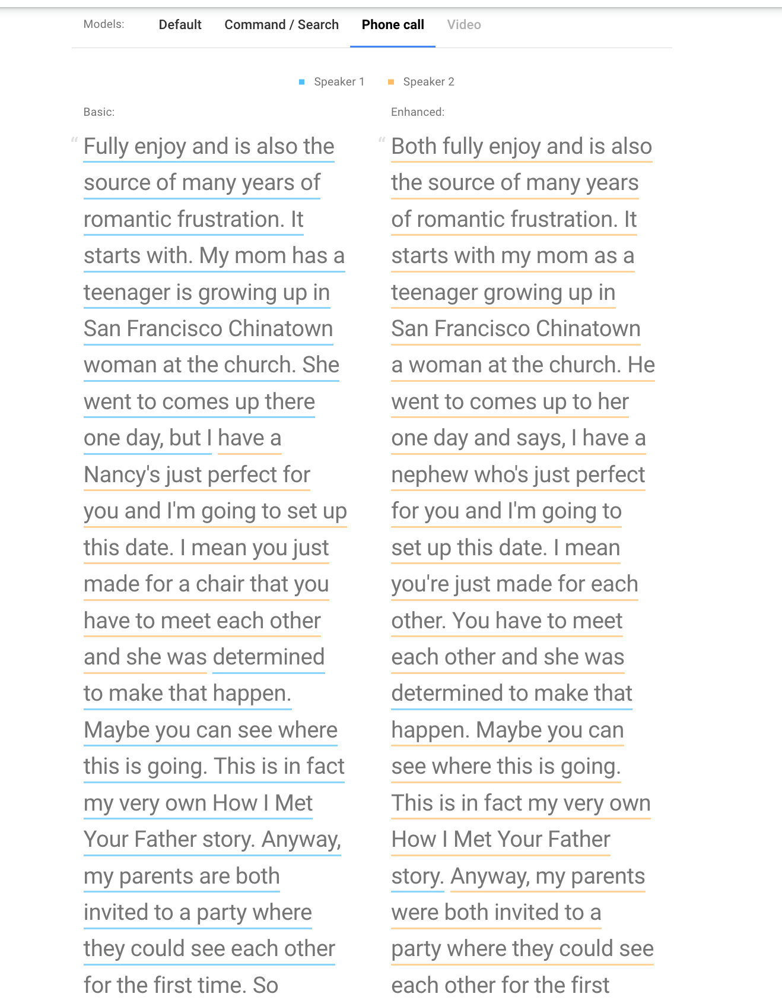 Models: Default Command / Search Phone call Video
Speaker 1 Speaker 2
Basic:
“ Fully enjoy and is also the
source of many years of
romantic frustration. It
starts with. My mom has a
teenager is growing up in
San Francisco Chinatown
woman at the church. She
went to comes up there
one day, but I have a
Nancy's just perfect for
you and I'm going to set up
this date. I mean you just
made for a chair that you
have to meet each other
and she was determined
to make that happen.
Maybe you can see where
this is going. This is in fact
my very own How I Met
Your Father story. Anyway,
my parents are both
invited to a party where
they could see each other
for the first time. So
Enhanced:
“ Both fully enjoy and is also
the source of many years
of romantic frustration. It
starts with my mom as a
teenager growing up in
San Francisco Chinatown
a woman at the church. He
went to comes up to her
one day and says, I have a
nephew who's just perfect
for you and I'm going to
set up this date. I mean
you're just made for each
other. You have to meet
each other and she was
determined to make that
happen. Maybe you can
see where this is going.
This is in fact my very own
How I Met Your Father
story. Anyway, my parents
were both invited to a
party where they could see
each other for the first